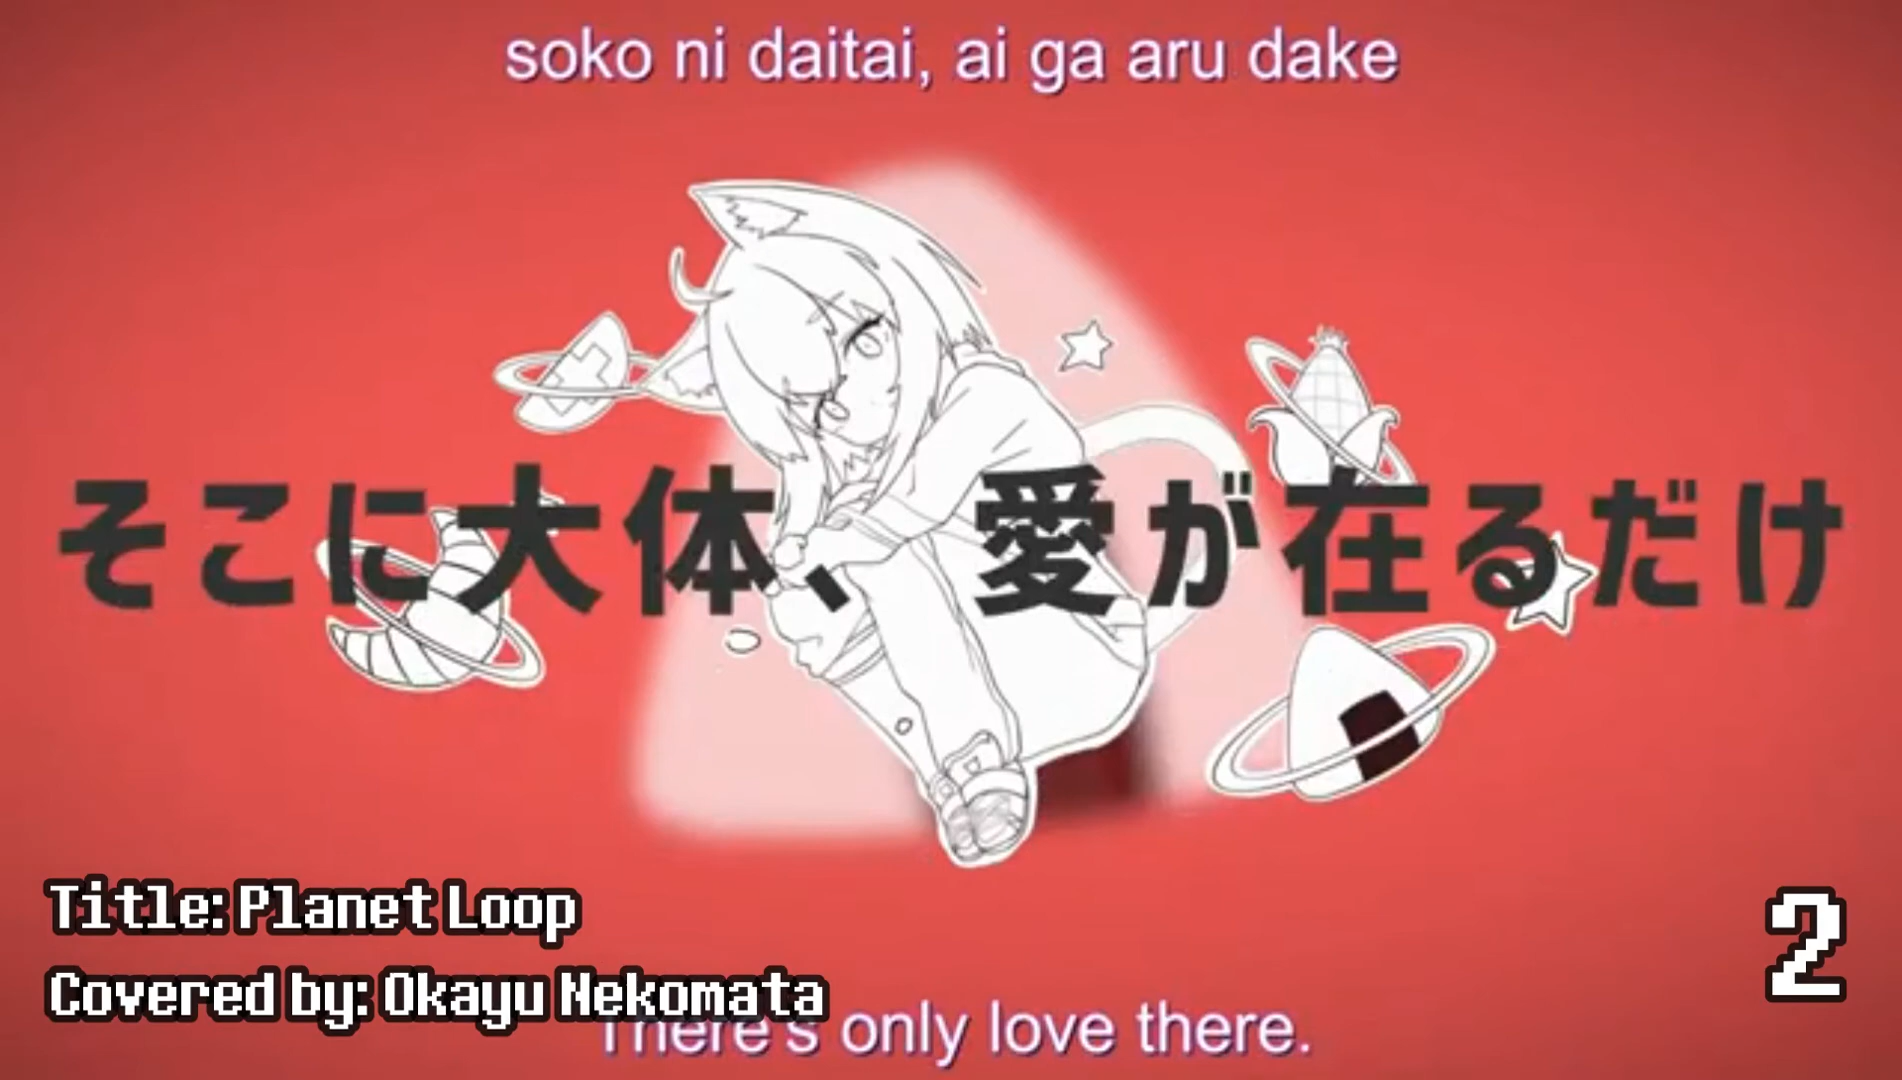 soko ni daitai, ai ga aru dake
そこに大体、愛が在るだけ
Title: Planet Loop
2
Covered by: Okayu Nekomata
There's only love there.